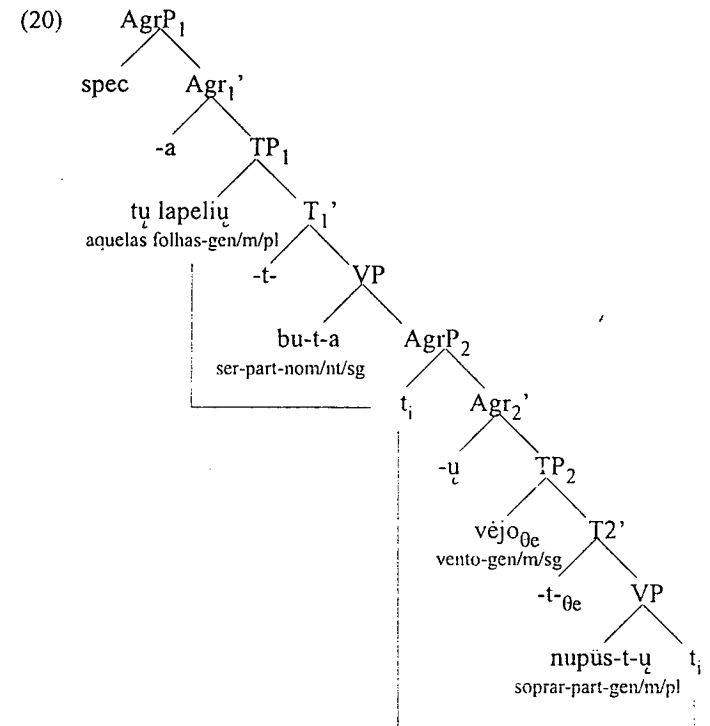 (20) AgrP1
spec Agr1’
-a TP1
tų lapelių T1’
aquelas folhas-gen/m/pl
-t- VP
bu-t-a AgrP2
ser-part-nom/nt/sg
ti Agr2’
-ų TP2
vėjoθe T2’
vento-gen/m/sg
-t-θe VP
nupūs-t-ų ti
soprar-part-gen/m/pl